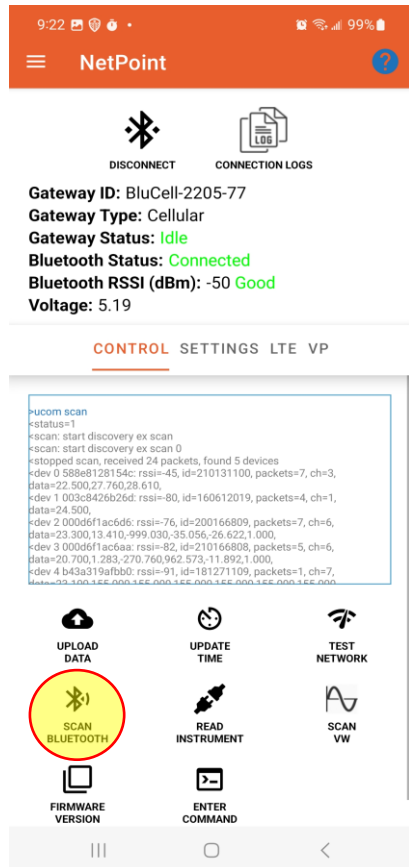 9:22
99%
NetPoint
?
LOG
DISCONNECT CONNECTION LOGS
Gateway ID: BluCell-2205-77
Gateway Type: Cellular
Gateway Status: Idle
Bluetooth Status: Connected
Bluetooth RSSI (dBm): -50 Good
Voltage: 5.19
CONTROL SETTINGS LTE VP
>ucom scan
<status=1
<scan: start discovery ex scan
<scan: start discovery ex scan 0
<stopped scan, received 24 packets, found 5 devices
<dev 0 588e8128154c: rssi=-45, id=210131100, packets=7, ch=3,
data=22.500,27.760,28.610,
<dev 1 003c8426b26d: rssi=-80, id=160612019, packets=4, ch=1,
data=24.500,
<dev 2 000d6f1ac6d6: rssi=-76, id=200166809, packets=7, ch=6,
data=23.300,13.410,-999.030,-35.056,-26.622,1.000,
<dev 3 000d6f1ac6aa: rssi=-82, id=210166808, packets=5, ch=6,
data=20.700,1.283,-270.760,962.573,-11.892,1.000,
<dev 4 b43a319afbb0: rssi=-91, id=181271109, packets=1, ch=7,
UPLOAD DATA
UPDATE TIME
TEST NETWORK
SCAN BLUETOOTH
READ INSTRUMENT
SCAN VW
FIRMWARE VERSION
ENTER COMMAND